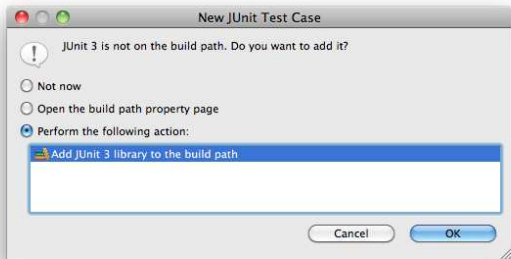 New JUnit Test Case
JUnit 3 is not on the build path. Do you want to add it?
Not now
Open the build path property page
Perform the following action:
Add JUnit 3 library to the build path
Cancel
OK